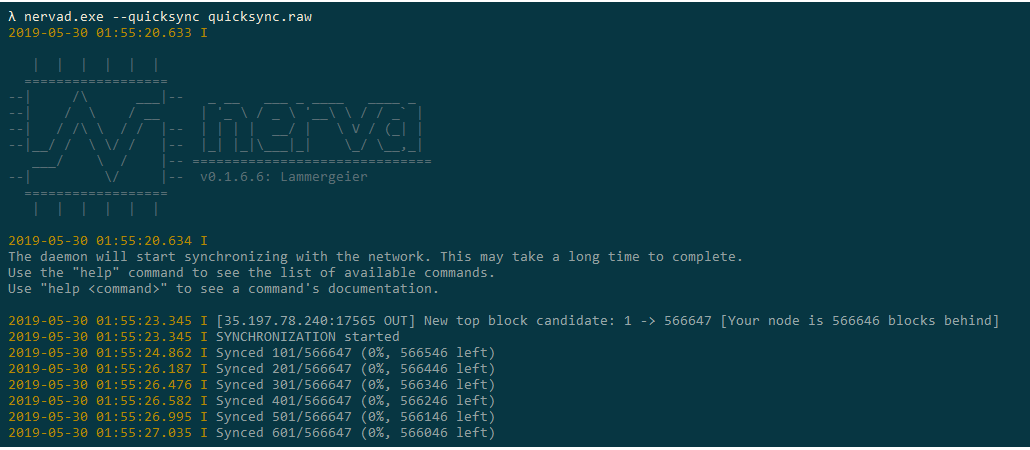 λ nervad.exe --quicksync quicksync.raw
2019-05-30 01:55:20.633 I
nerva
v0.1.6.6: Lammergeier
2019-05-30 01:55:20.634 I
The daemon will start synchronizing with the network. This may take a long time to complete.
Use the "help" command to see the list of available commands.
Use "help <command>" to see a command's documentation.
2019-05-30 01:55:23.345 I [35.197.78.240:17565 OUT] New top block candidate: 1 -> 566647 [Your node is 566646 blocks behind]
2019-05-30 01:55:23.345 I SYNCHRONIZATION started
2019-05-30 01:55:24.862 I Synced 101/566647 (0%, 566546 left)
2019-05-30 01:55:26.187 I Synced 201/566647 (0%, 566446 left)
2019-05-30 01:55:26.476 I Synced 301/566647 (0%, 566346 left)
2019-05-30 01:55:26.582 I Synced 401/566647 (0%, 566246 left)
2019-05-30 01:55:26.995 I Synced 501/566647 (0%, 566146 left)
2019-05-30 01:55:27.035 I Synced 601/566647 (0%, 566046 left)